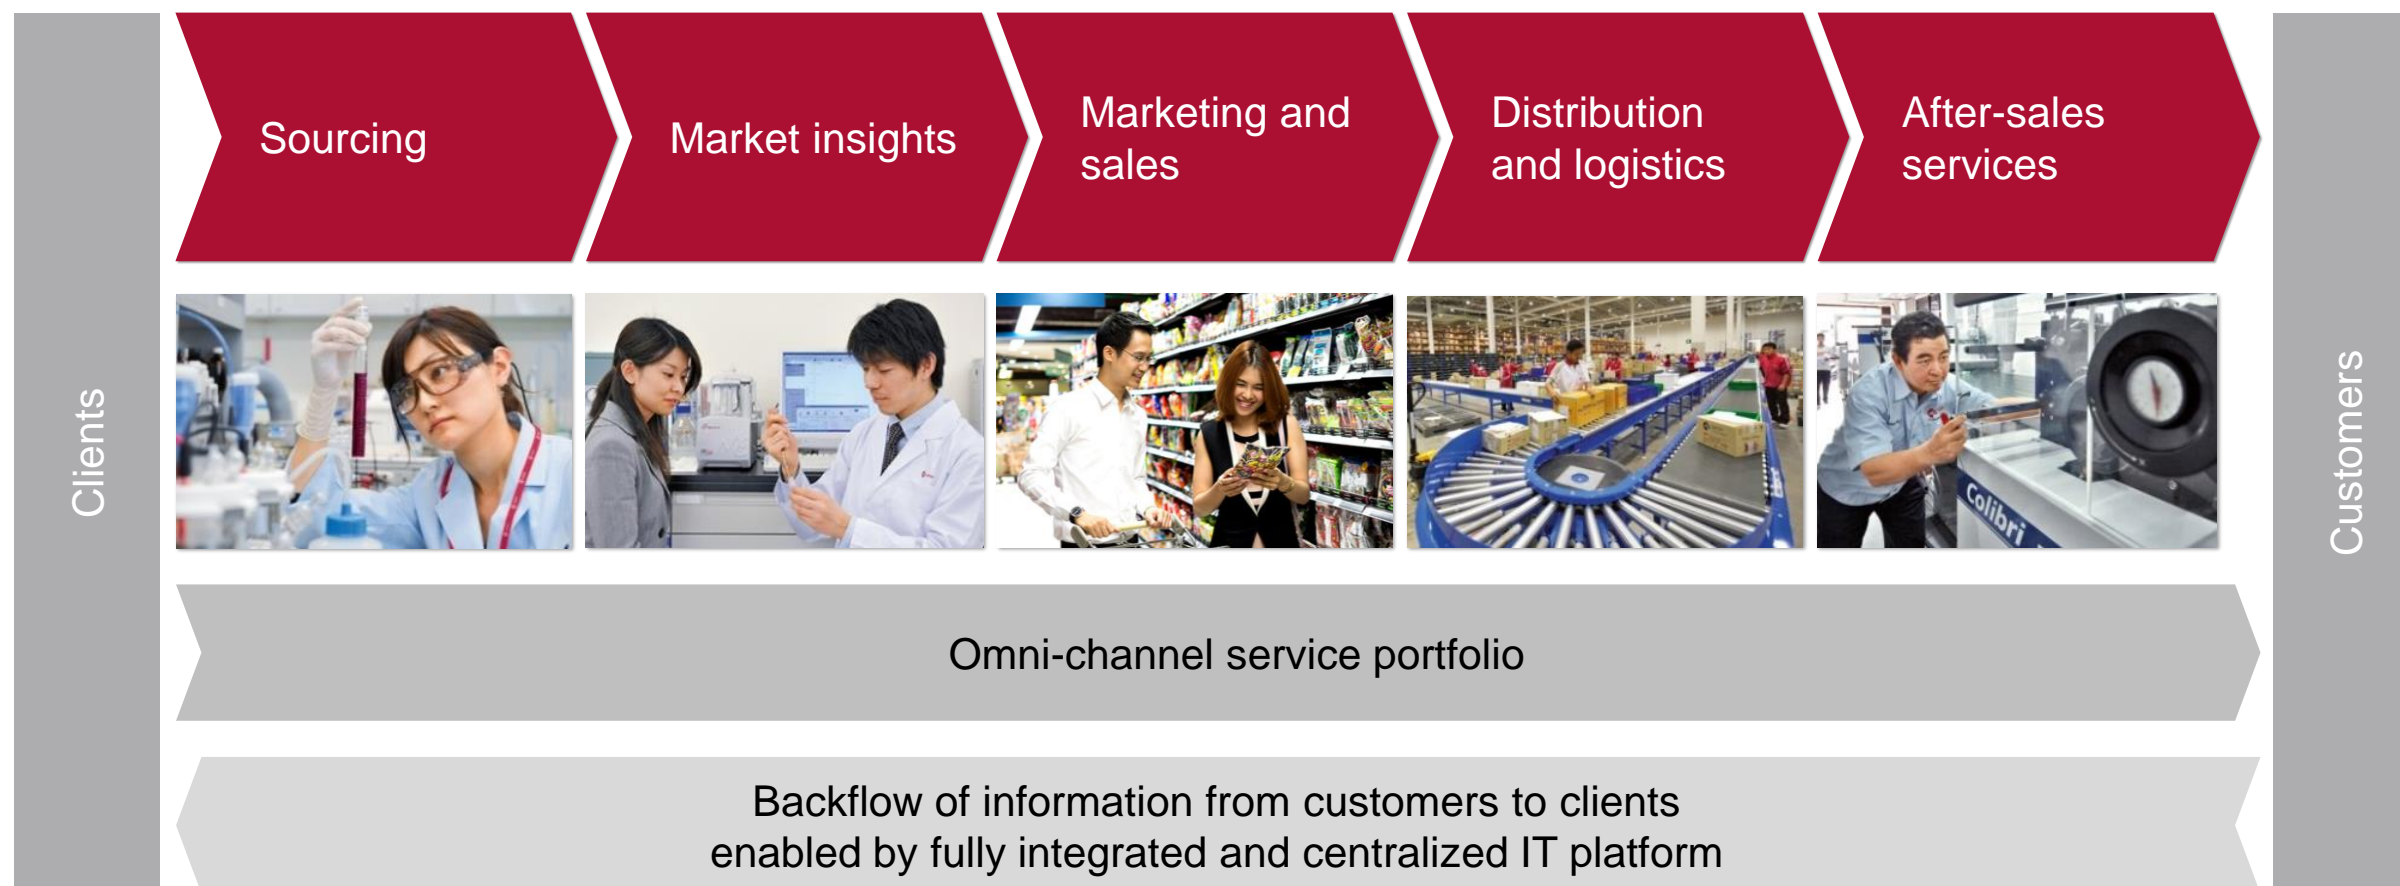 Clients
Sourcing
Market insights
Marketing and
sales
Distribution
and logistics
After-sales
services
Colibri
Customers
Omni-channel service portfolio
Backflow of information from customers to clients
enabled by fully integrated and centralized IT platform